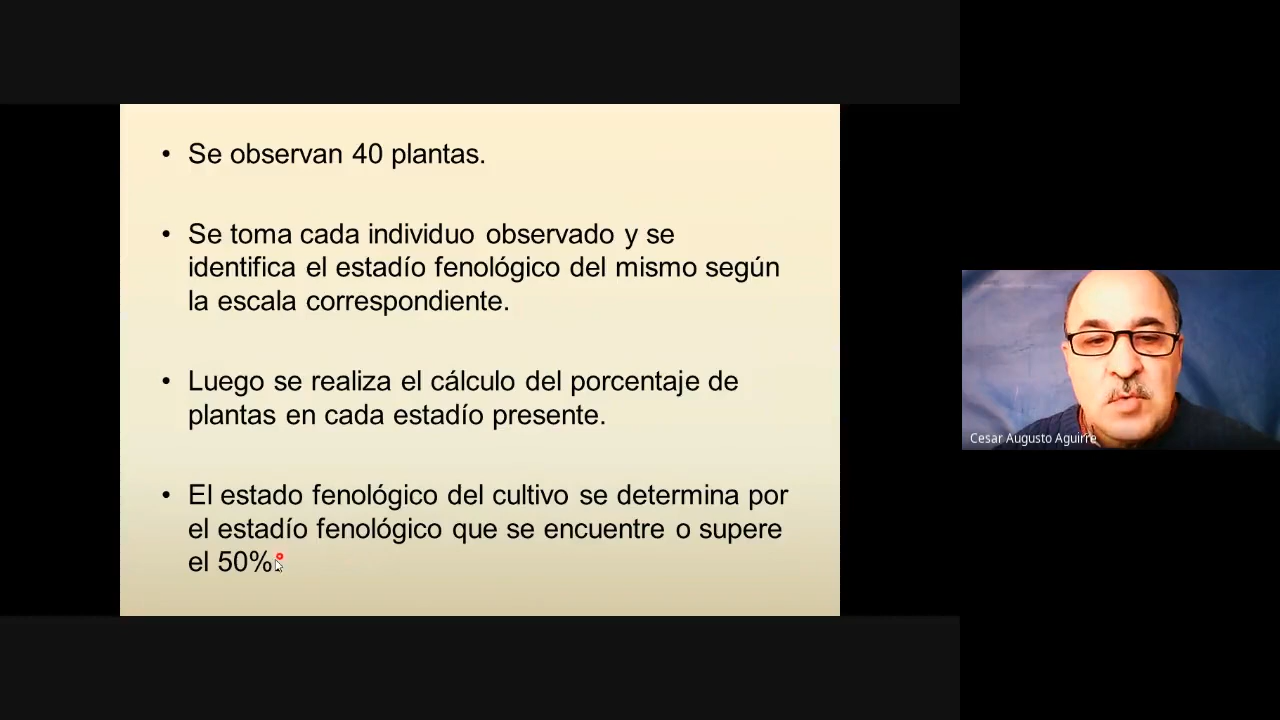 • Se observan 40 plantas.
• Se toma cada individuo observado y se
identifica el estadío fenológico del mismo según
la escala correspondiente.
• Luego se realiza el cálculo del porcentaje de
plantas en cada estadío presente.
• El estado fenológico del cultivo se determina por
el estadío fenológico que se encuentre o supere
el 50%.
Cesar Augusto Aguirre